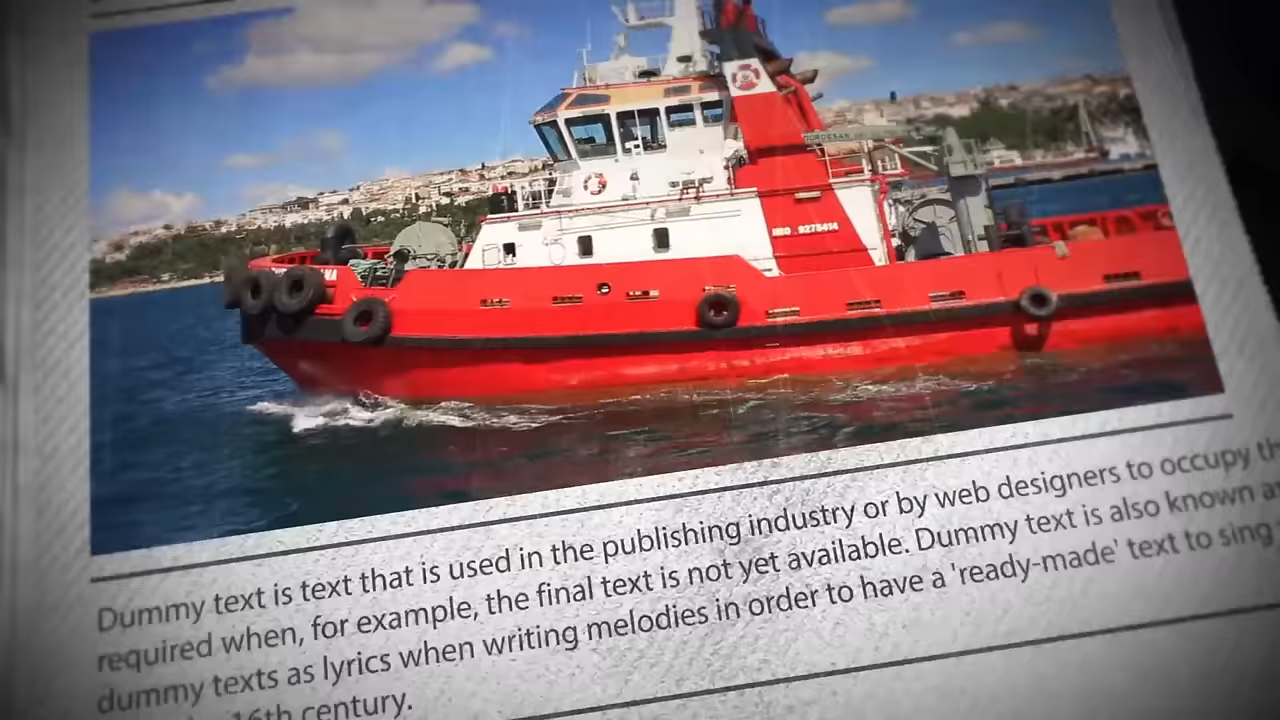 NORDESAN
IMO . 9275414
Dummy text is text that is used in the publishing industry or by web designers to occupy
required when, for example, the final text is not yet available. Dummy text is also known
dummy texts as lyrics when writing melodies in order to have a 'ready-made' text to sing
16th century.